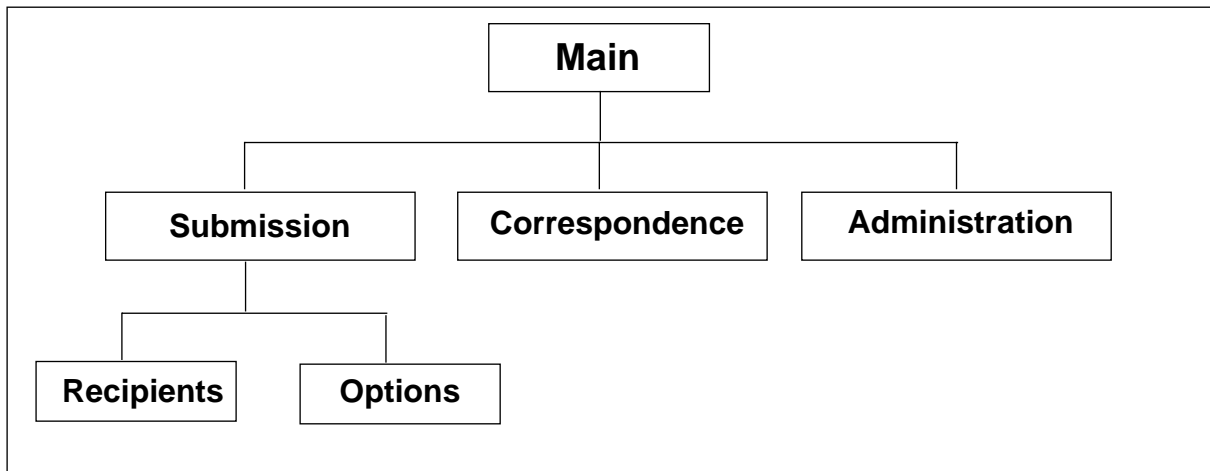 Main
Submission
Correspondence
Administration
Recipients
Options